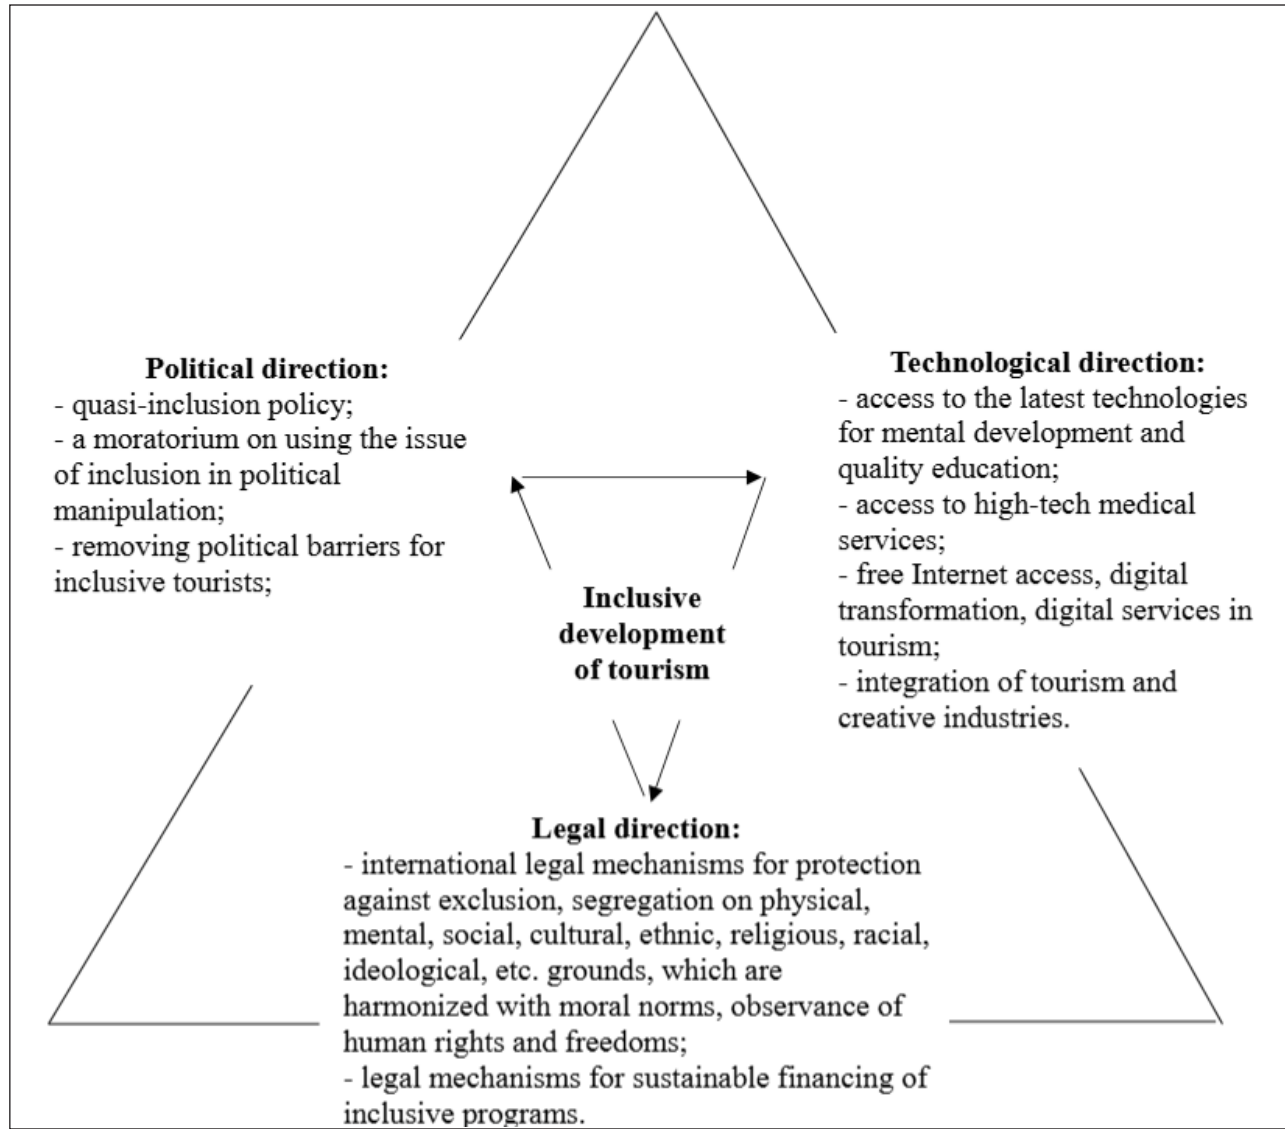 Political direction:
- quasi-inclusion policy;
- a moratorium on using the issue
of inclusion in political
manipulation;
- removing political barriers for
inclusive tourists;
Technological direction:
- access to the latest technologies
for mental development and
quality education;
- access to high-tech medical
services;
- free Internet access, digital
transformation, digital services in
tourism;
- integration of tourism and
creative industries.
Inclusive
development
of tourism
Legal direction:
- international legal mechanisms for protection
against exclusion, segregation on physical,
mental, social, cultural, ethnic, religious, racial,
ideological, etc. grounds, which are
harmonized with moral norms, observance of
human rights and freedoms;
- legal mechanisms for sustainable financing of
inclusive programs.